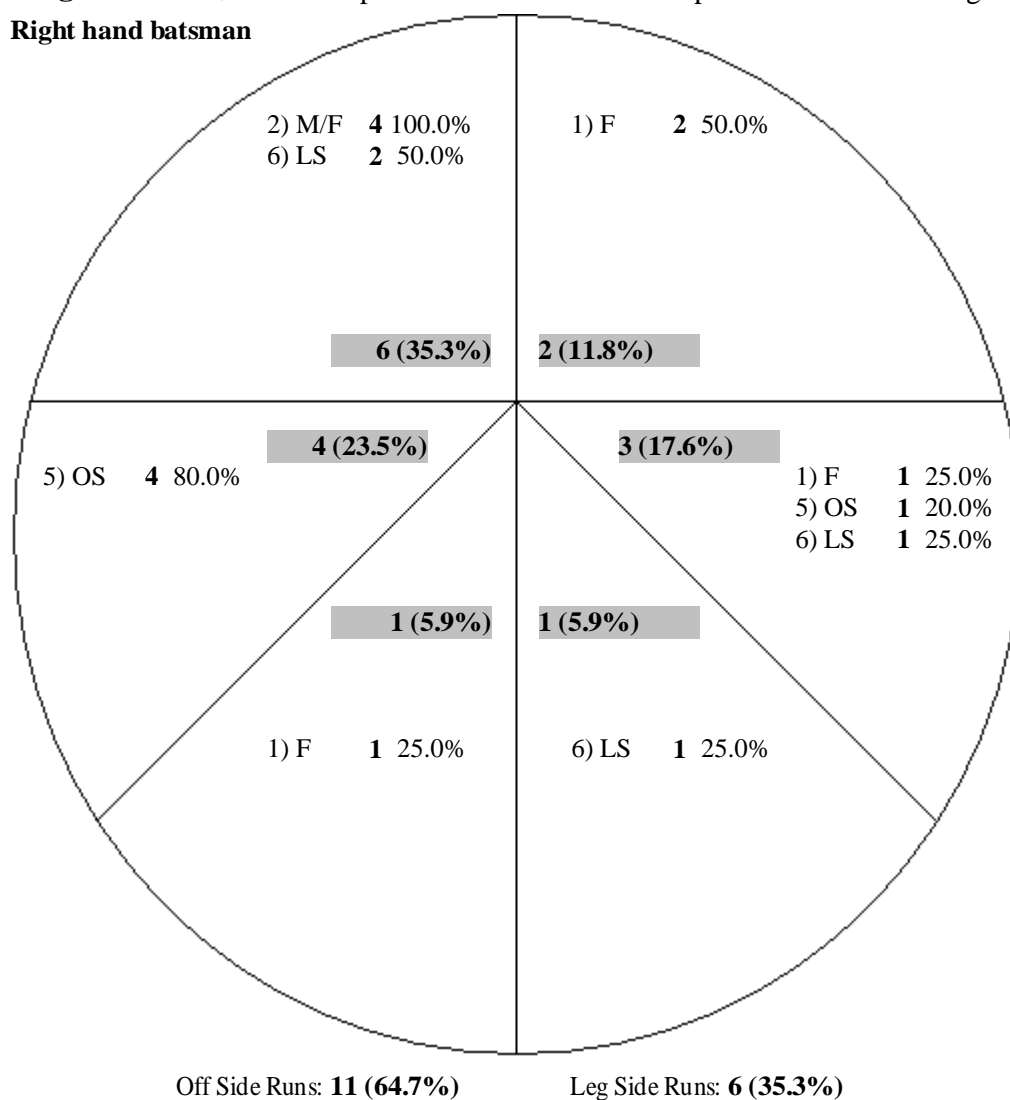 Right hand batsman
2) M/F 4 100.0%
6) LS 2 50.0%
1) F 2 50.0%
6 (35.3%)
2 (11.8%)
4 (23.5%)
3 (17.6%)
5) OS 4 80.0%
1) F 1 25.0%
5) OS 1 20.0%
6) LS 1 25.0%
1 (5.9%)
1 (5.9%)
1) F 1 25.0%
6) LS 1 25.0%
Off Side Runs: 11 (64.7%)
Leg Side Runs: 6 (35.3%)